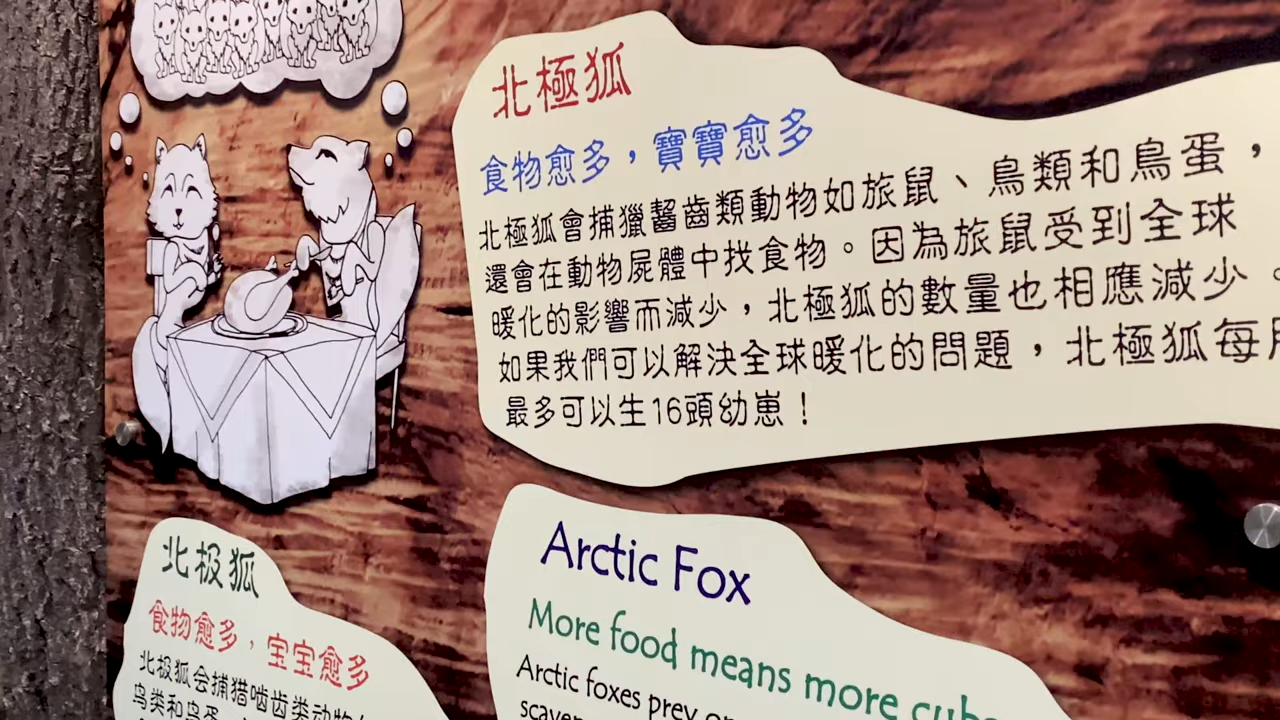 北極狐
食物愈多，寶寶愈多
北極狐會捕獵齧齒類動物如旅鼠、鳥類和鳥蛋，
還會在動物屍體中找食物。因為旅鼠受到全球
暖化的影響而減少，北極狐的數量也相應減少。
如果我們可以解決全球暖化的問題，北極狐每
最多可以生16頭幼崽！
北极狐
食物愈多，宝宝愈多
北极狐会捕猎啮齿类动物
鸟类和鸟蛋
Arctic Fox
More food means more cubs
Arctic foxes prey on